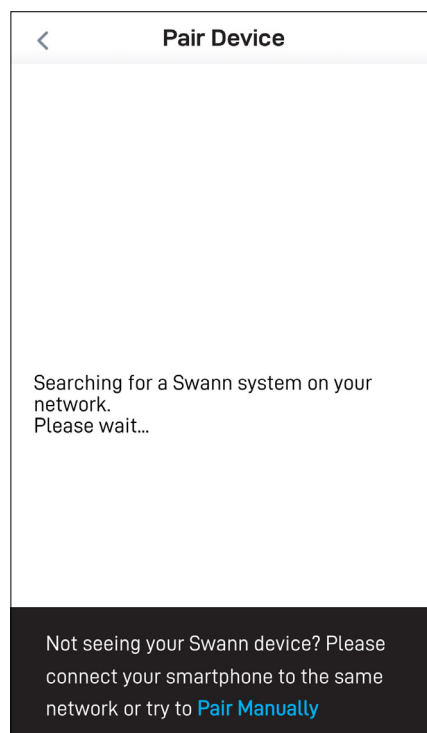 Pair Device
Searching for a Swann system on your
network.
Please wait...
Not seeing your Swann device? Please
connect your smartphone to the same
network or try to Pair Manually